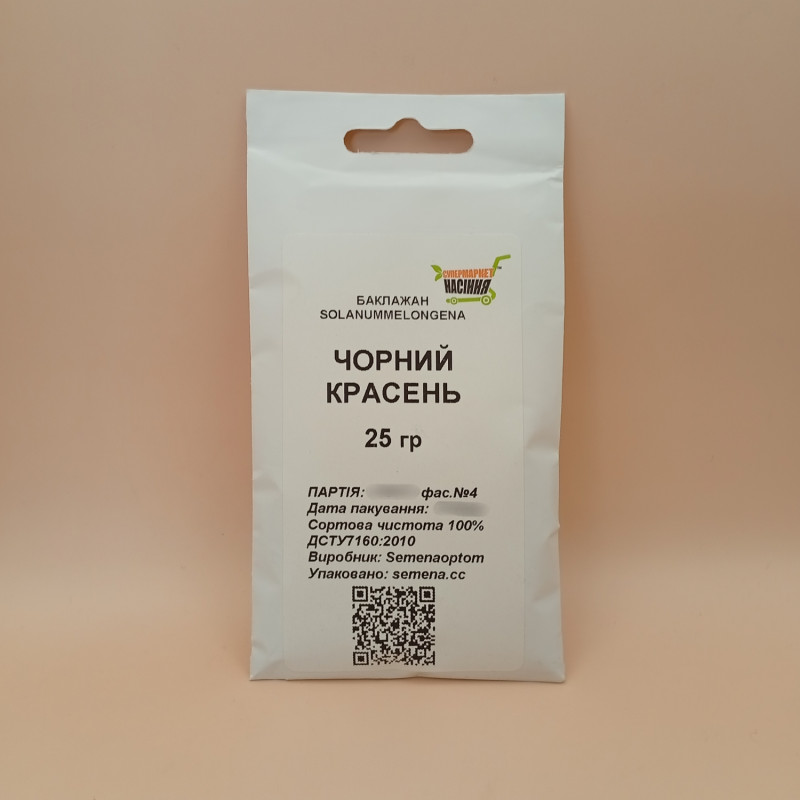 СУПЕРМАРКЕТ
НАСІННЯ
БАКЛАЖАН
SOLANUMMELONGENA
ЧОРНИЙ
КРАСЕНЬ
25 гр
ПАРТІЯ: фас.№4
Дата пакування:
Сортова чистота 100%
ДСТУ7160:2010
Виробник: Semenaoptom
Упаковано: semena.cc